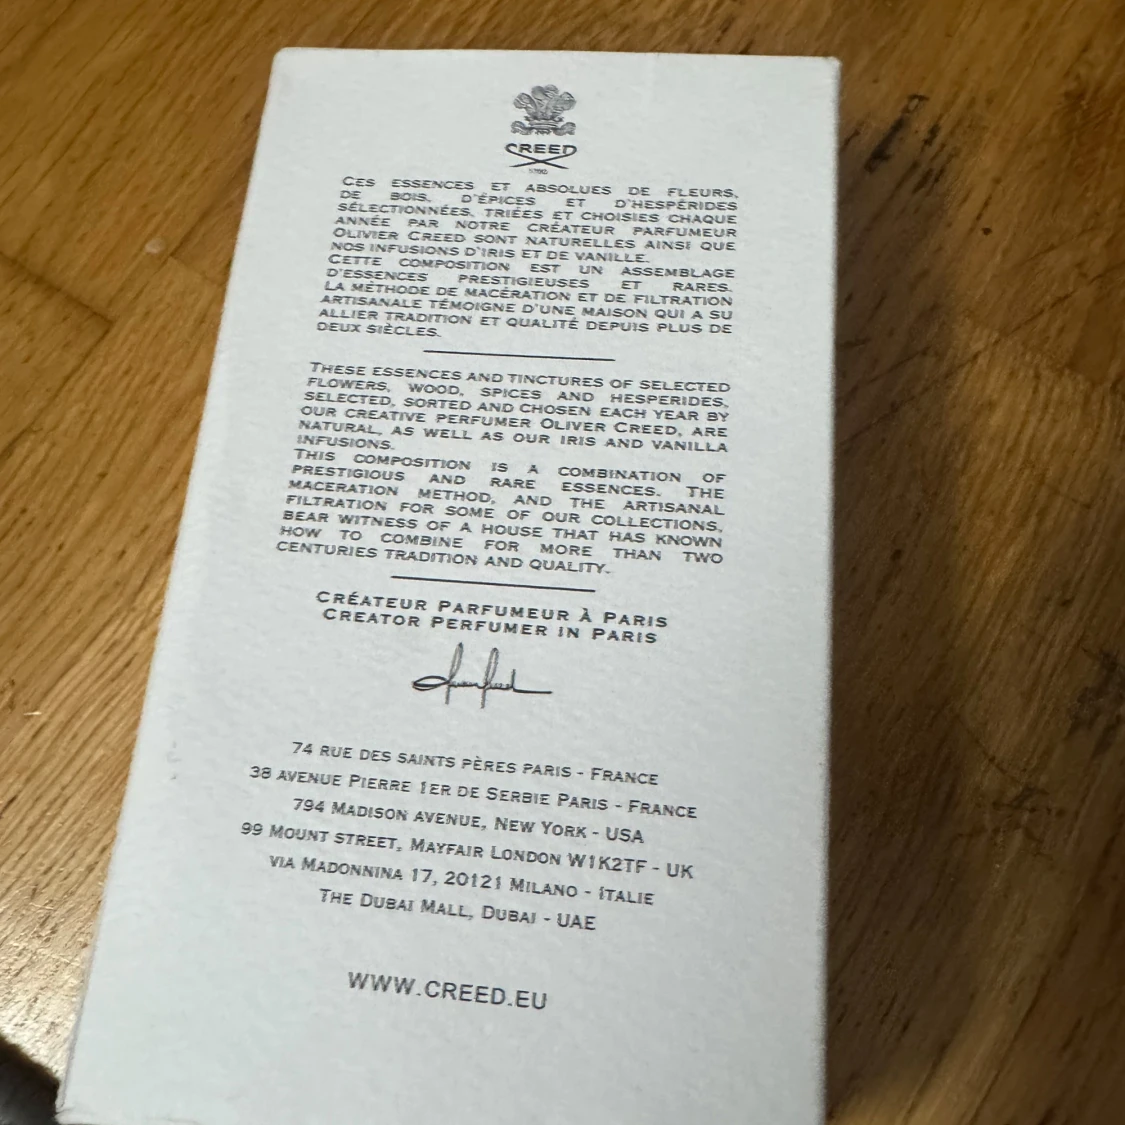 CREED
CES ESSENCES ET ABSOLUES DE FLEURS,
DE BOIS, D'ÉPICES ET D'HESPÉRIDES
SÉLECTIONNÉES, TRIÉES ET CHOISIES CHAQUE
ANNÉE PAR NOTRE CRÉATEUR PARFUMEUR
OLIVIER CREED SONT NATURELLES AINSI QUE
NOS INFUSIONS D'IRIS ET DE VANILLE.
CETTE COMPOSITION EST UN ASSEMBLAGE
D'ESSENCES PRESTIGIEUSES ET RARES.
LA MÉTHODE DE MACÉRATION ET DE FILTRATION
ARTISANALE TÉMOIGNE D'UNE MAISON QUI A SU
ALLIER TRADITION ET QUALITÉ DEPUIS PLUS DE
DEUX SIÈCLES.
THESE ESSENCES AND TINCTURES OF SELECTED
FLOWERS, WOOD, SPICES AND HESPERIDES,
SELECTED, SORTED AND CHOSEN EACH YEAR BY
OUR CREATIVE PERFUMER OLIVER CREED, ARE
NATURAL, AS WELL AS OUR IRIS AND VANILLA
INFUSIONS.
THIS COMPOSITION IS A COMBINATION OF
PRESTIGIOUS AND RARE ESSENCES. THE
MACERATION METHOD, AND THE ARTISANAL
FILTRATION FOR SOME OF OUR COLLECTIONS,
BEAR WITNESS OF A HOUSE THAT HAS KNOWN
HOW TO COMBINE FOR MORE THAN TWO
CENTURIES TRADITION AND QUALITY.
CRÉATEUR PARFUMEUR À PARIS
CREATOR PERFUMER IN PARIS
74 RUE DES SAINTS PÈRES PARIS - FRANCE
38 AVENUE PIERRE 1ER DE SERBIE PARIS - FRANCE
794 MADISON AVENUE, NEW YORK - USA
99 MOUNT STREET, MAYFAIR LONDON W1K2TF - UK
VIA MADONNINA 17, 20121 MILANO - ITALIE
THE DUBAI MALL, DUBAI - UAE
WWW.CREED.EU